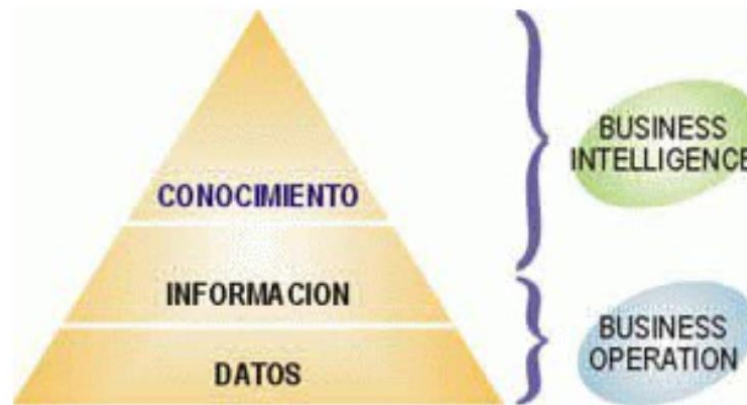 CONOCIMIENTO
INFORMACION
DATOS
BUSINESS
INTELLIGENCE
BUSINESS
OPERATION